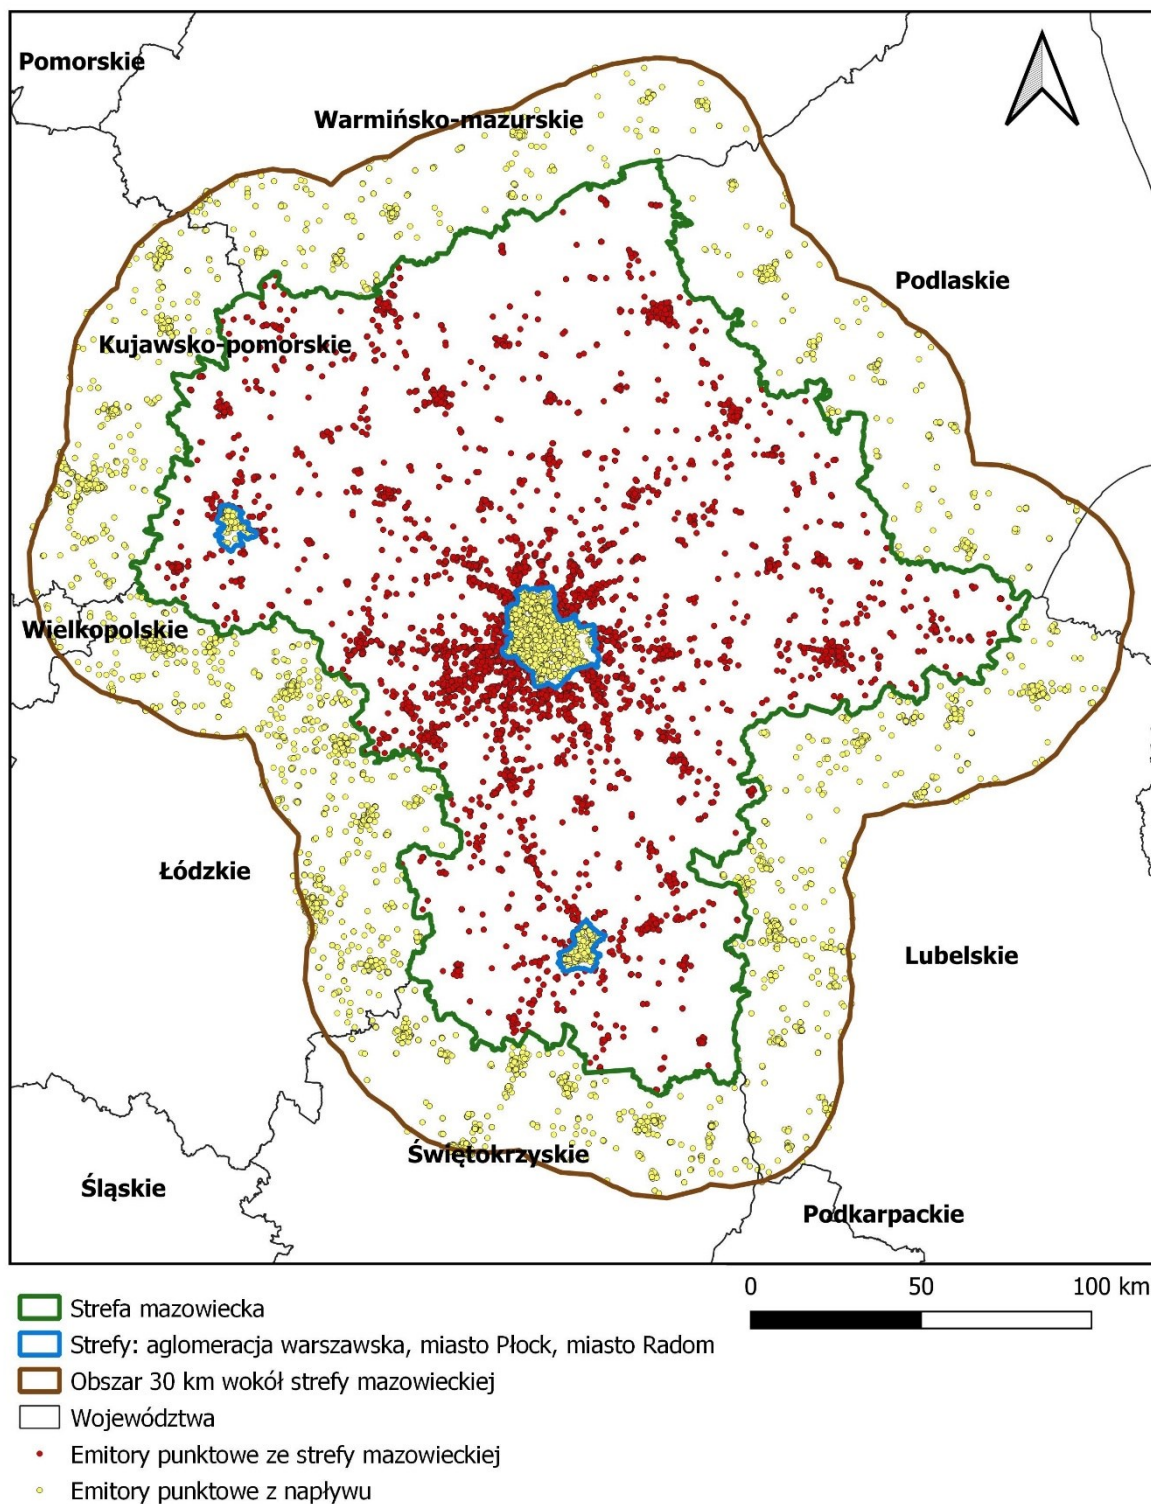 Pomorskie
Warmińsko-mazurskie
Podlaskie
Kujawsko-pomorskie
Wielkopolskie
Łódzkie
Lubelskie
Świętokrzyskie
Śląskie
Podkarpackie
0 50 100 km
Strefa mazowiecka
Strefy: aglomeracja warszawska, miasto Płock, miasto Radom
Obszar 30 km wokół strefy mazowieckiej
Województwa
Emitory punktowe ze strefy mazowieckiej
Emitory punktowe z napływu